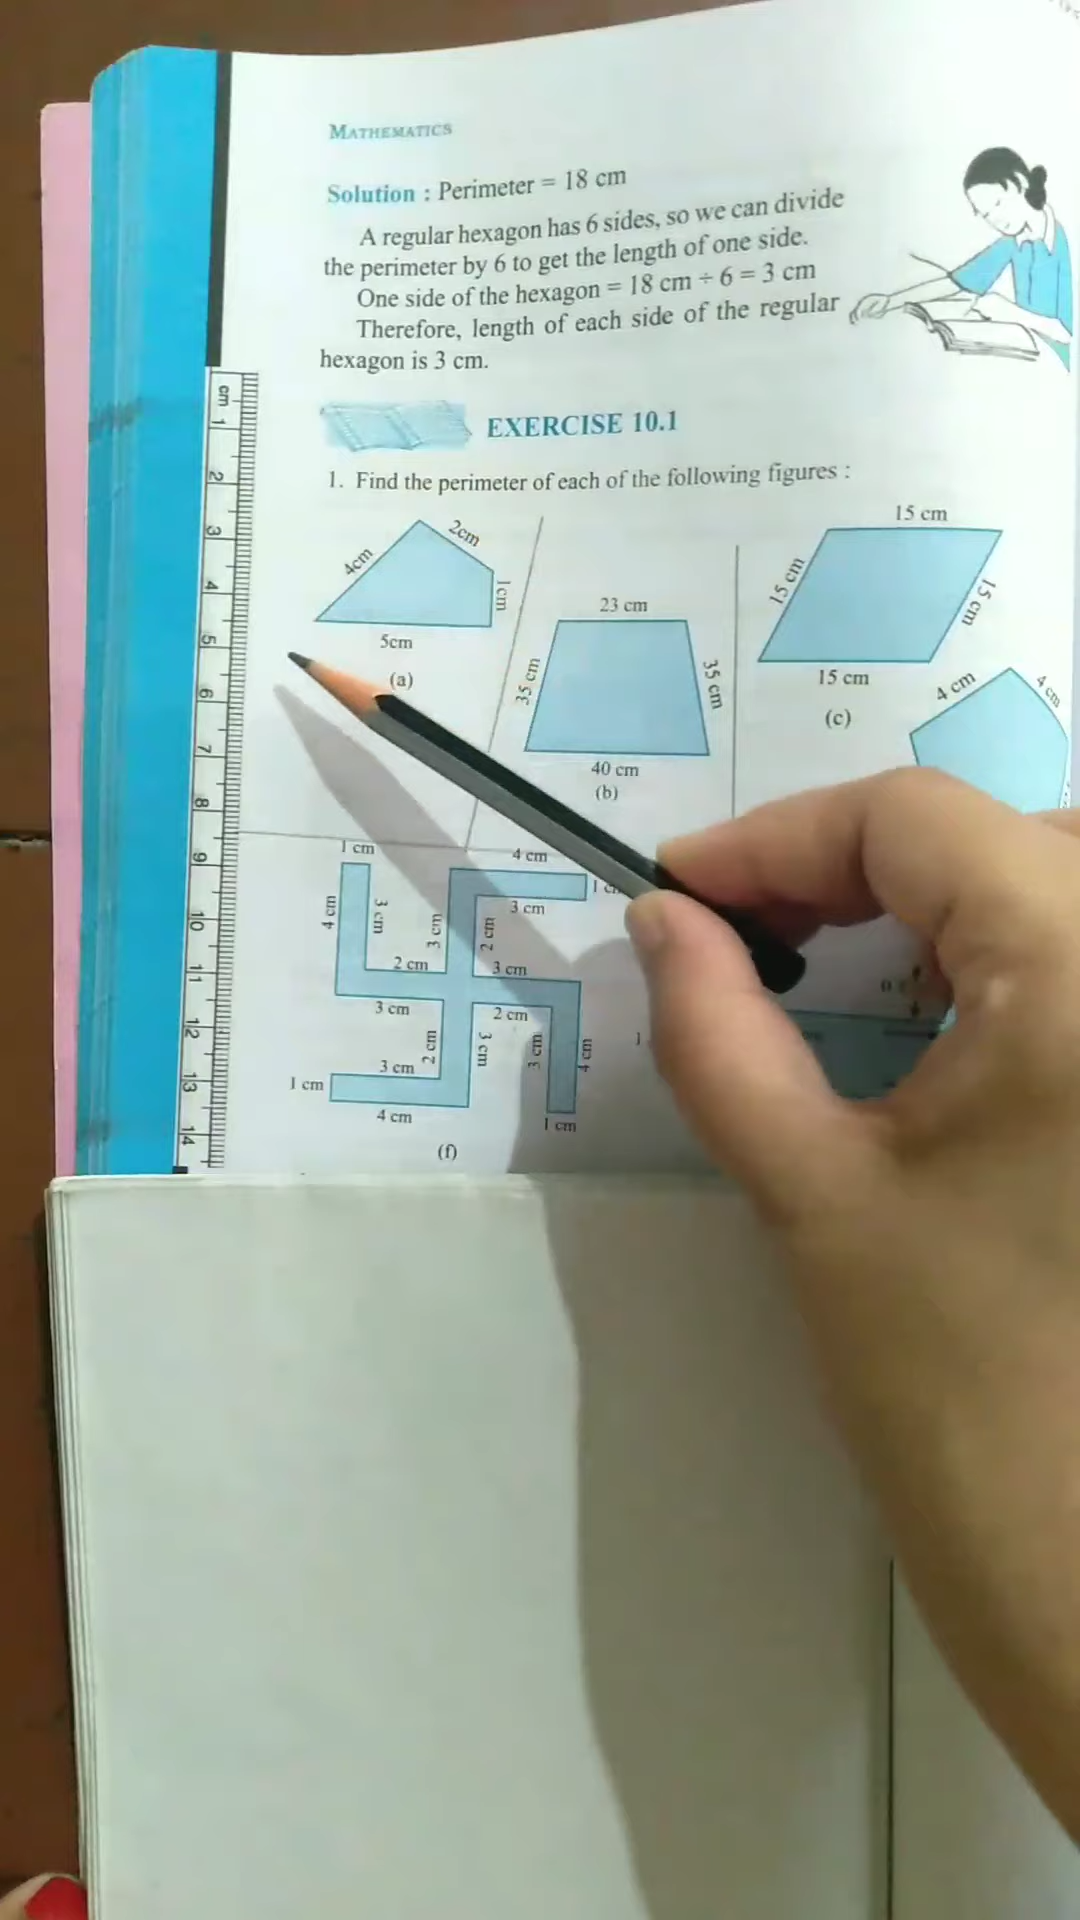 MATHEMATICS
Solution : Perimeter = 18 cm
A regular hexagon has 6 sides, so we can divide
the perimeter by 6 to get the length of one side.
One side of the hexagon = 18 cm ÷ 6 = 3 cm
Therefore, length of each side of the regular
hexagon is 3 cm.
EXERCISE 10.1
1. Find the perimeter of each of the following figures :
4cm
2cm
1cm
5cm
(a)
23 cm
35 cm
35 cm
40 cm
(b)
15 cm
15 cm
15 cm
15 cm
(c)
4 cm
4 cm
1 cm
4 cm
3 cm
2 cm
3 cm
4 cm
3 cm
2 cm
3 cm
3 cm
2 cm
3 cm
4 cm
1 cm
3 cm
2 cm
3 cm
1 cm
4 cm
(f)
cm 1 2 3 4 5 6 7 8 9 10 11 12 13 14